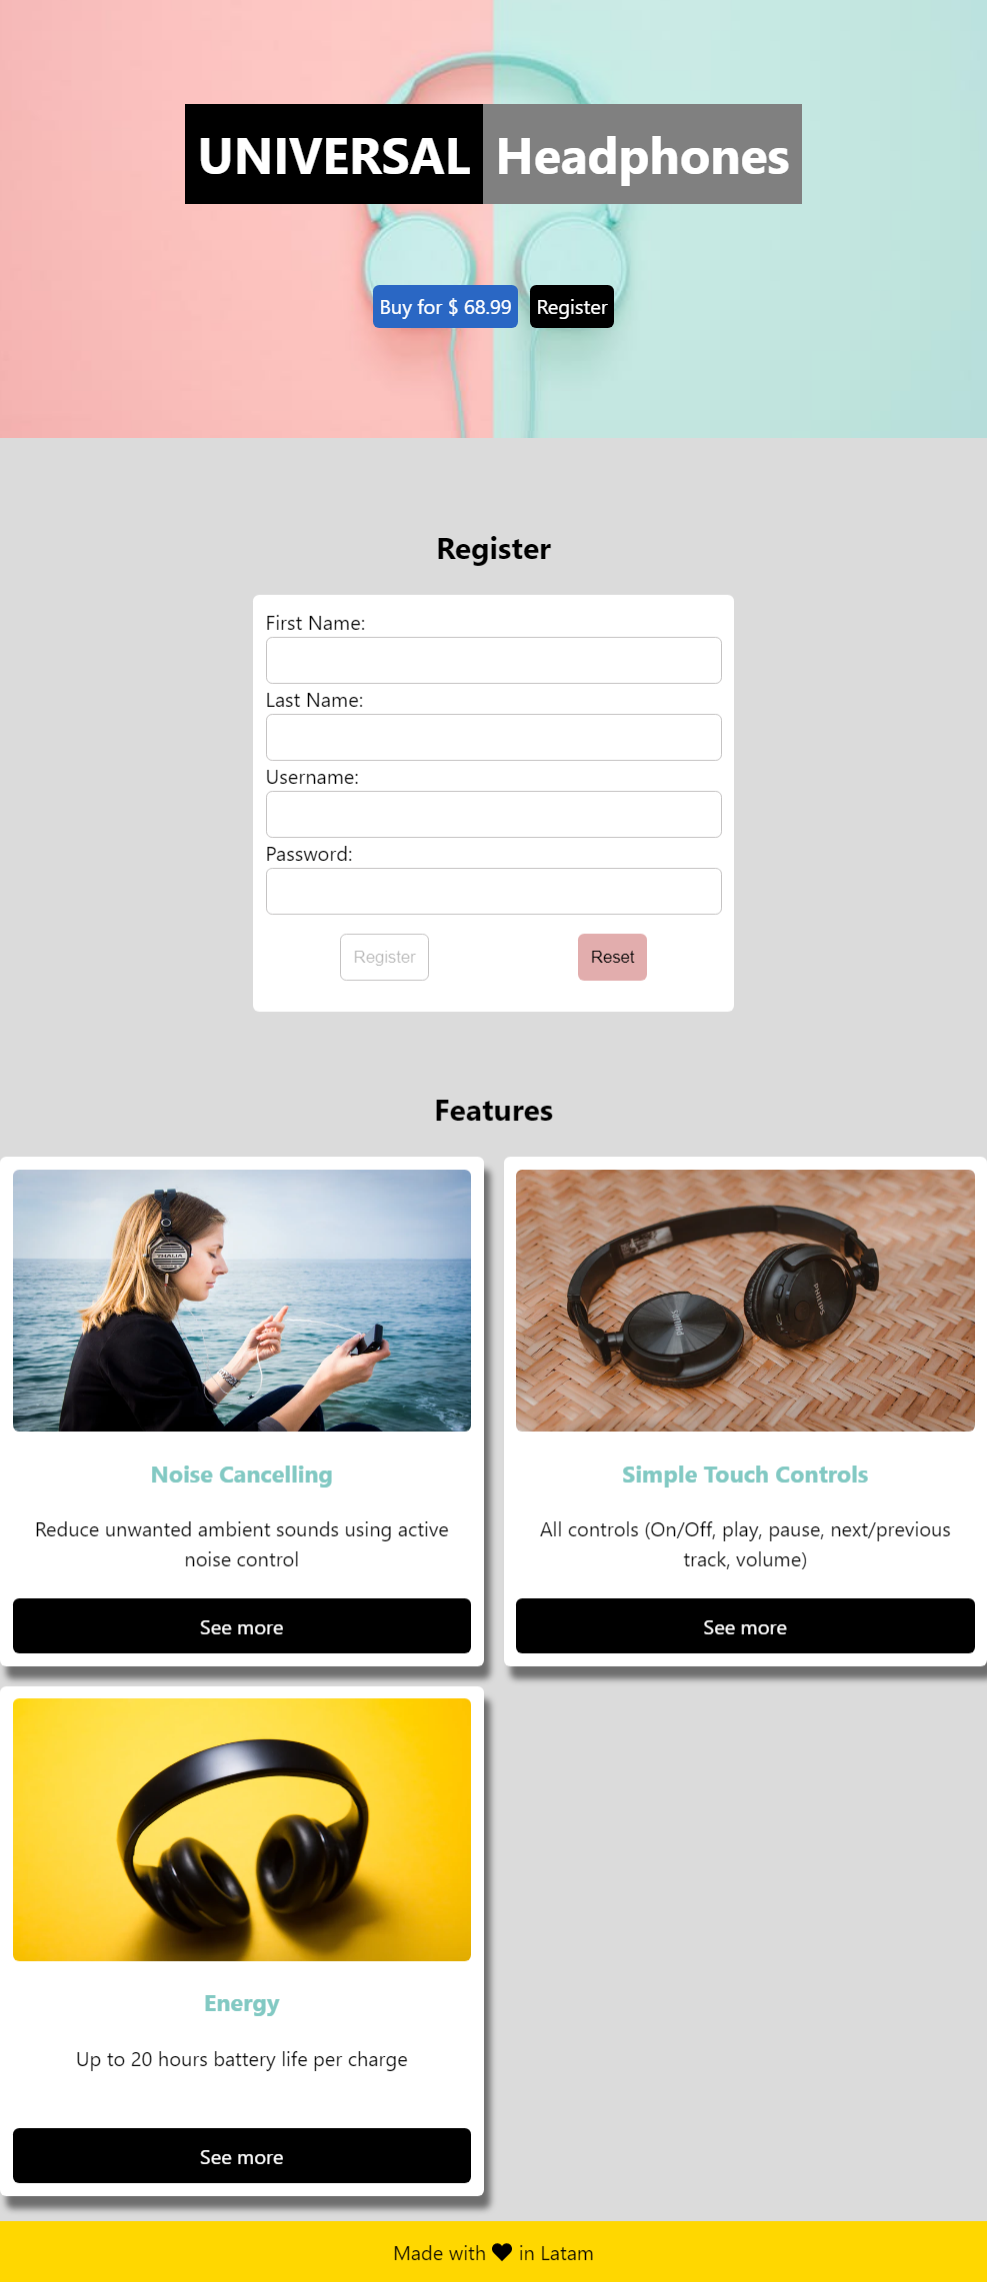 UNIVERSAL Headphones
Buy for $ 68.99 Register
Register
First Name:
Last Name:
Username:
Password:
Register Reset
Features
THALIA
PHILIPS
PHILIPS
Noise Cancelling
Reduce unwanted ambient sounds using active
noise control
See more
Simple Touch Controls
All controls (On/Off, play, pause, next/previous
track, volume)
See more
Energy
Up to 20 hours battery life per charge
See more
Made with ♥ in Latam